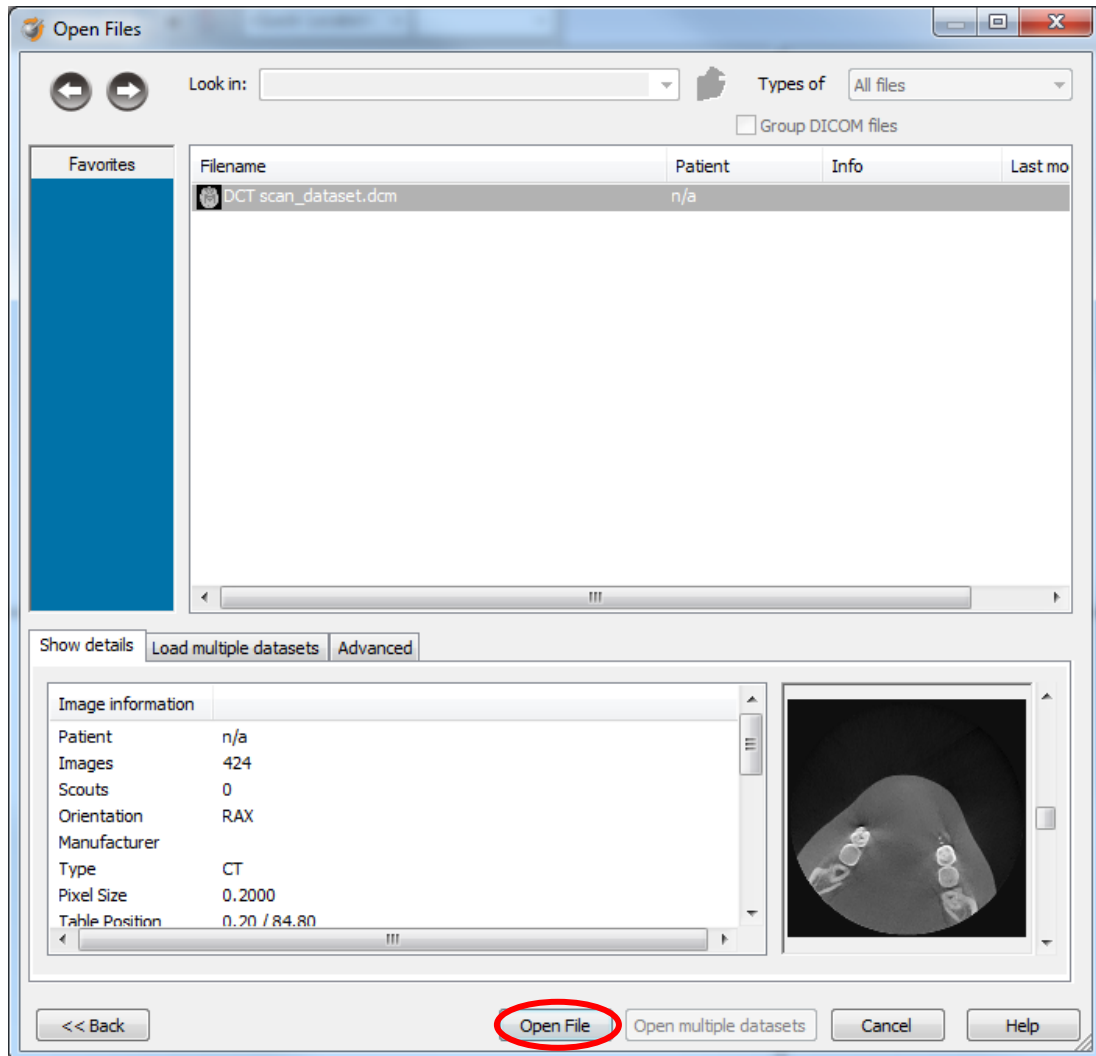 Open Files
Look in:
Types of
All files
Group DICOM files
Favorites
Filename Patient Info Last mo
DCT scan_dataset.dcm n/a
Show details Load multiple datasets Advanced
Image information
Patient n/a
Images 424
Scouts 0
Orientation RAX
Manufacturer
Type CT
Pixel Size 0.2000
Table Position 0.20 / 84.80
<< Back Open File Open multiple datasets Cancel Help